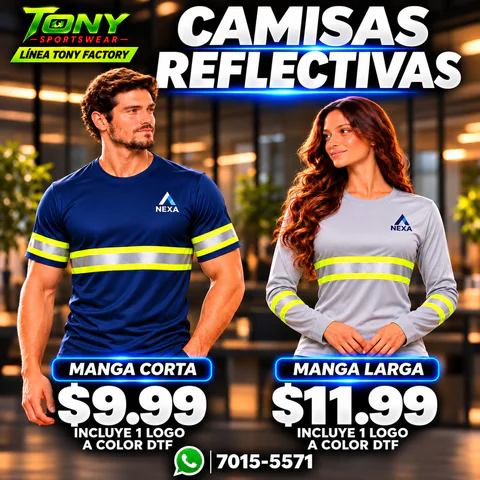 TONY
SPORTSWEAR
LÍNEA TONY FACTORY
CAMISAS
REFLECTIVAS
NEXA
NEXA
MANGA CORTA
$9.99
INCLUYE 1 LOGO
A COLOR DTF
MANGA LARGA
$11.99
INCLUYE 1 LOGO
A COLOR DTF
7015-5571